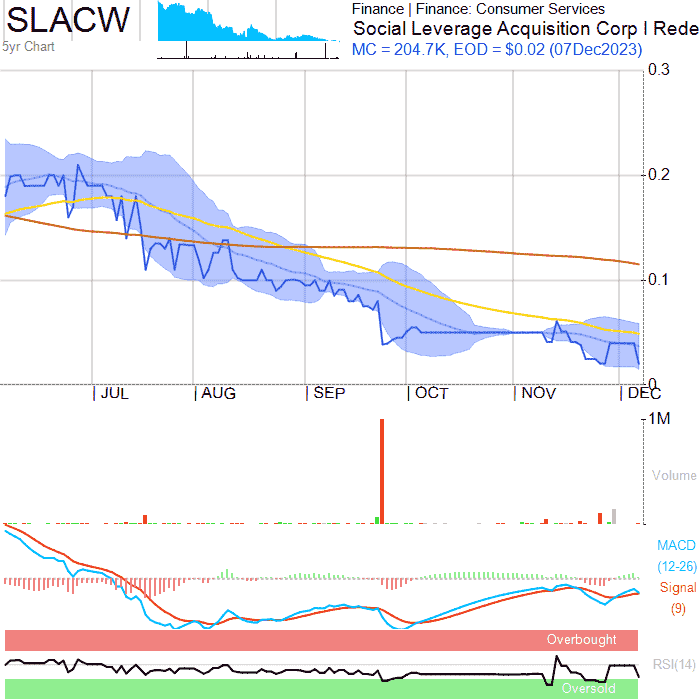 SLACW
5yr Chart
Finance | Finance: Consumer Services
Social Leverage Acquisition Corp I Rede
MC = 204.7K, EOD = $0.02 (07Dec2023)
0.3
0.2
0.1
0
JUL AUG SEP OCT NOV DEC
1M
Volume
MACD
(12-26)
Signal
(9)
Overbought
RSI(14)
Oversold